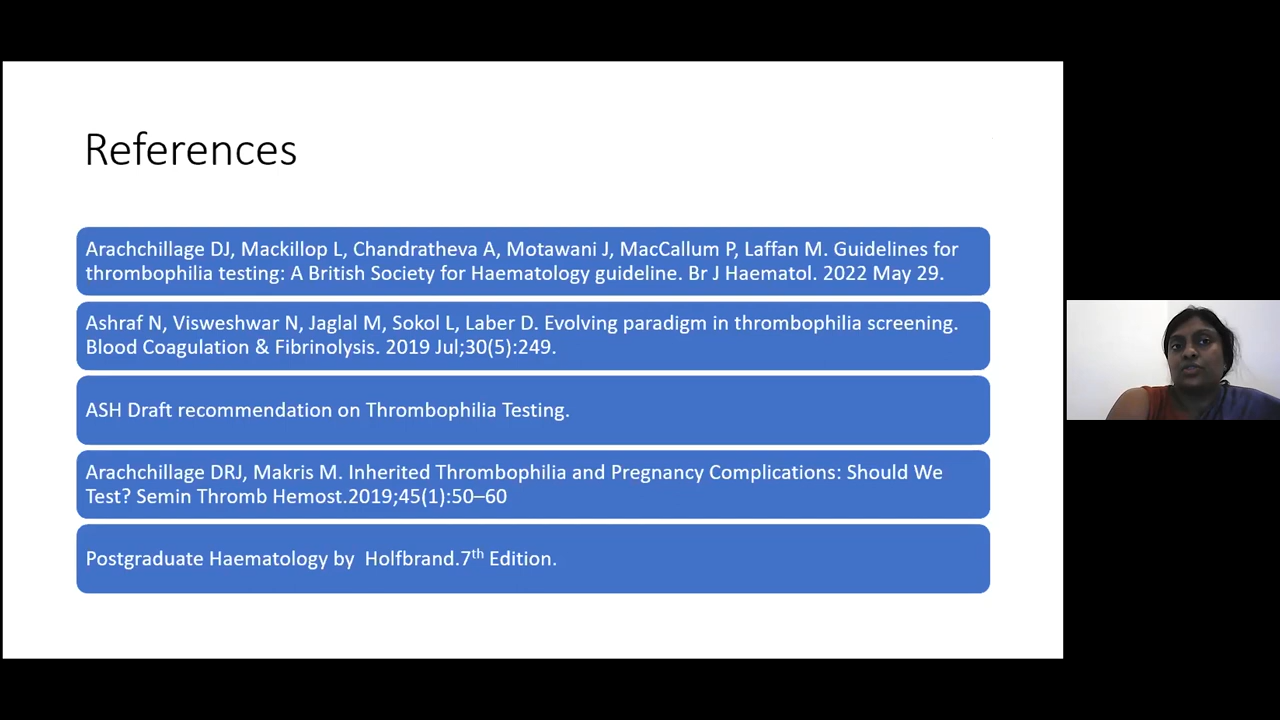 References
Arachchillage DJ, Mackillop L, Chandratheva A, Motawani J, MacCallum P, Laffan M. Guidelines for
thrombophilia testing: A British Society for Haematology guideline. Br J Haematol. 2022 May 29.
Ashraf N, Visweshwar N, Jaglal M, Sokol L, Laber D. Evolving paradigm in thrombophilia screening.
Blood Coagulation & Fibrinolysis. 2019 Jul;30(5):249.
ASH Draft recommendation on Thrombophilia Testing.
Arachchillage DRJ, Makris M. Inherited Thrombophilia and Pregnancy Complications: Should We
Test? Semin Thromb Hemost.2019;45(1):50–60
Postgraduate Haematology by Holfbrand.7th Edition.